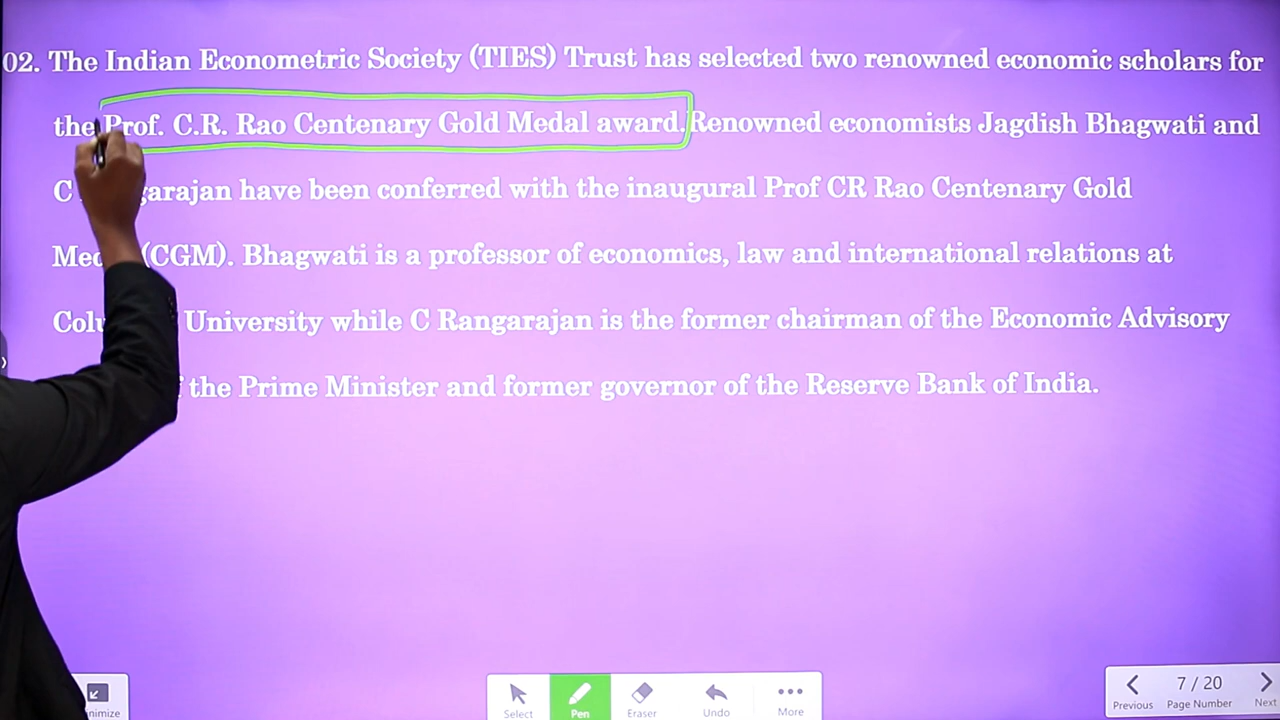 02. The Indian Econometric Society (TIES) Trust has selected two renowned economic scholars for
the Prof. C.R. Rao Centenary Gold Medal award. Renowned economists Jagdish Bhagwati and
C garajan have been conferred with the inaugural Prof CR Rao Centenary Gold
(CGM). Bhagwati is a professor of economics, law and international relations at
University while C Rangarajan is the former chairman of the Economic Advisory
the Prime Minister and former governor of the Reserve Bank of India.
Select Pen Eraser Undo More
7 / 20
Previous Page Number Next